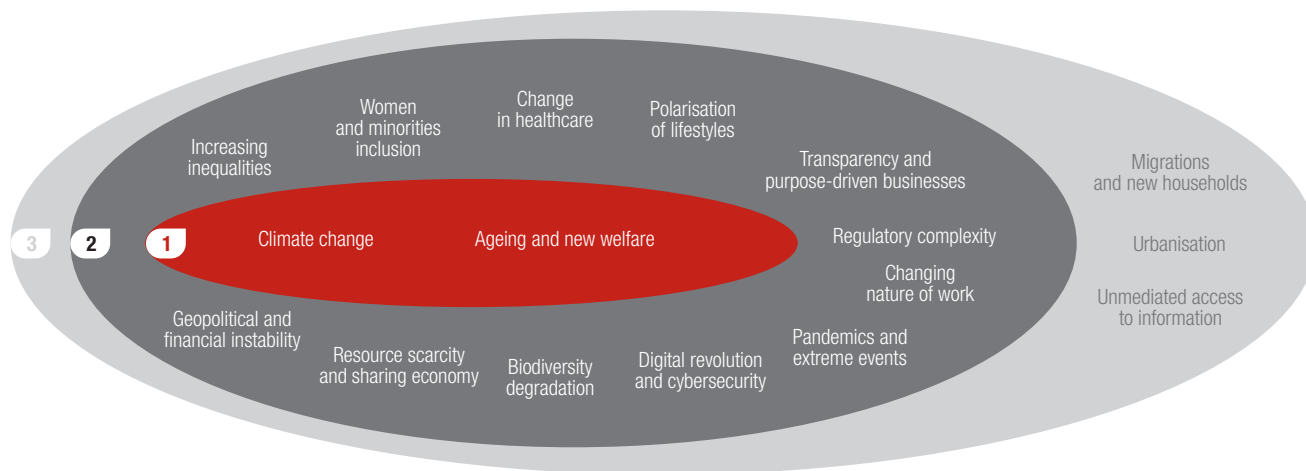 Women
and minorities
inclusion
Change
in healthcare
Polarisation
of lifestyles
Increasing
inequalities
Transparency and
purpose-driven businesses
Migrations
and new households
3
2
1
Climate change
Ageing and new welfare
Regulatory complexity
Urbanisation
Changing
nature of work
Unmediated access
to information
Geopolitical and
financial instability
Resource scarcity
and sharing economy
Biodiversity
degradation
Digital revolution
and cybersecurity
Pandemics and
extreme events